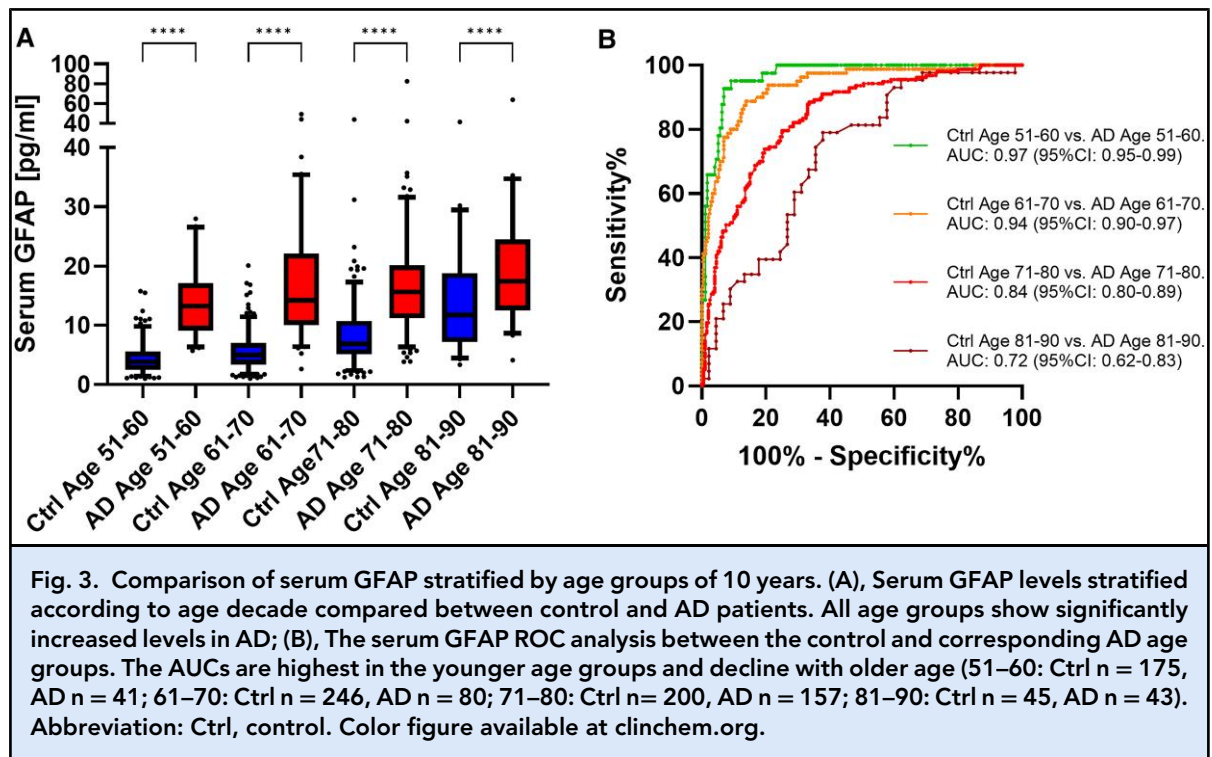 A
**** **** **** ****
Serum GFAP [pg/ml]
100
80
60
40
40
30
20
10
0
Ctrl Age 51-60
AD Age 51-60
Ctrl Age 61-70
AD Age 61-70
Ctrl Age71-80
AD Age 71-80
Ctrl Age 81-90
AD Age 81-90
B
Sensitivity%
100
80
60
40
20
0
0 20 40 60 80 100
100% - Specificity%
Ctrl Age 51-60 vs. AD Age 51-60.
AUC: 0.97 (95%CI: 0.95-0.99)
Ctrl Age 61-70 vs. AD Age 61-70.
AUC: 0.94 (95%CI: 0.90-0.97)
Ctrl Age 71-80 vs. AD Age 71-80.
AUC: 0.84 (95%CI: 0.80-0.89)
Ctrl Age 81-90 vs. AD Age 81-90.
AUC: 0.72 (95%CI: 0.62-0.83)
Fig. 3. Comparison of serum GFAP stratified by age groups of 10 years. (A), Serum GFAP levels stratified
according to age decade compared between control and AD patients. All age groups show significantly
increased levels in AD; (B), The serum GFAP ROC analysis between the control and corresponding AD age
groups. The AUCs are highest in the younger age groups and decline with older age (51–60: Ctrl n = 175,
AD n = 41; 61–70: Ctrl n = 246, AD n = 80; 71–80: Ctrl n= 200, AD n = 157; 81–90: Ctrl n = 45, AD n = 43).
Abbreviation: Ctrl, control. Color figure available at clinchem.org.